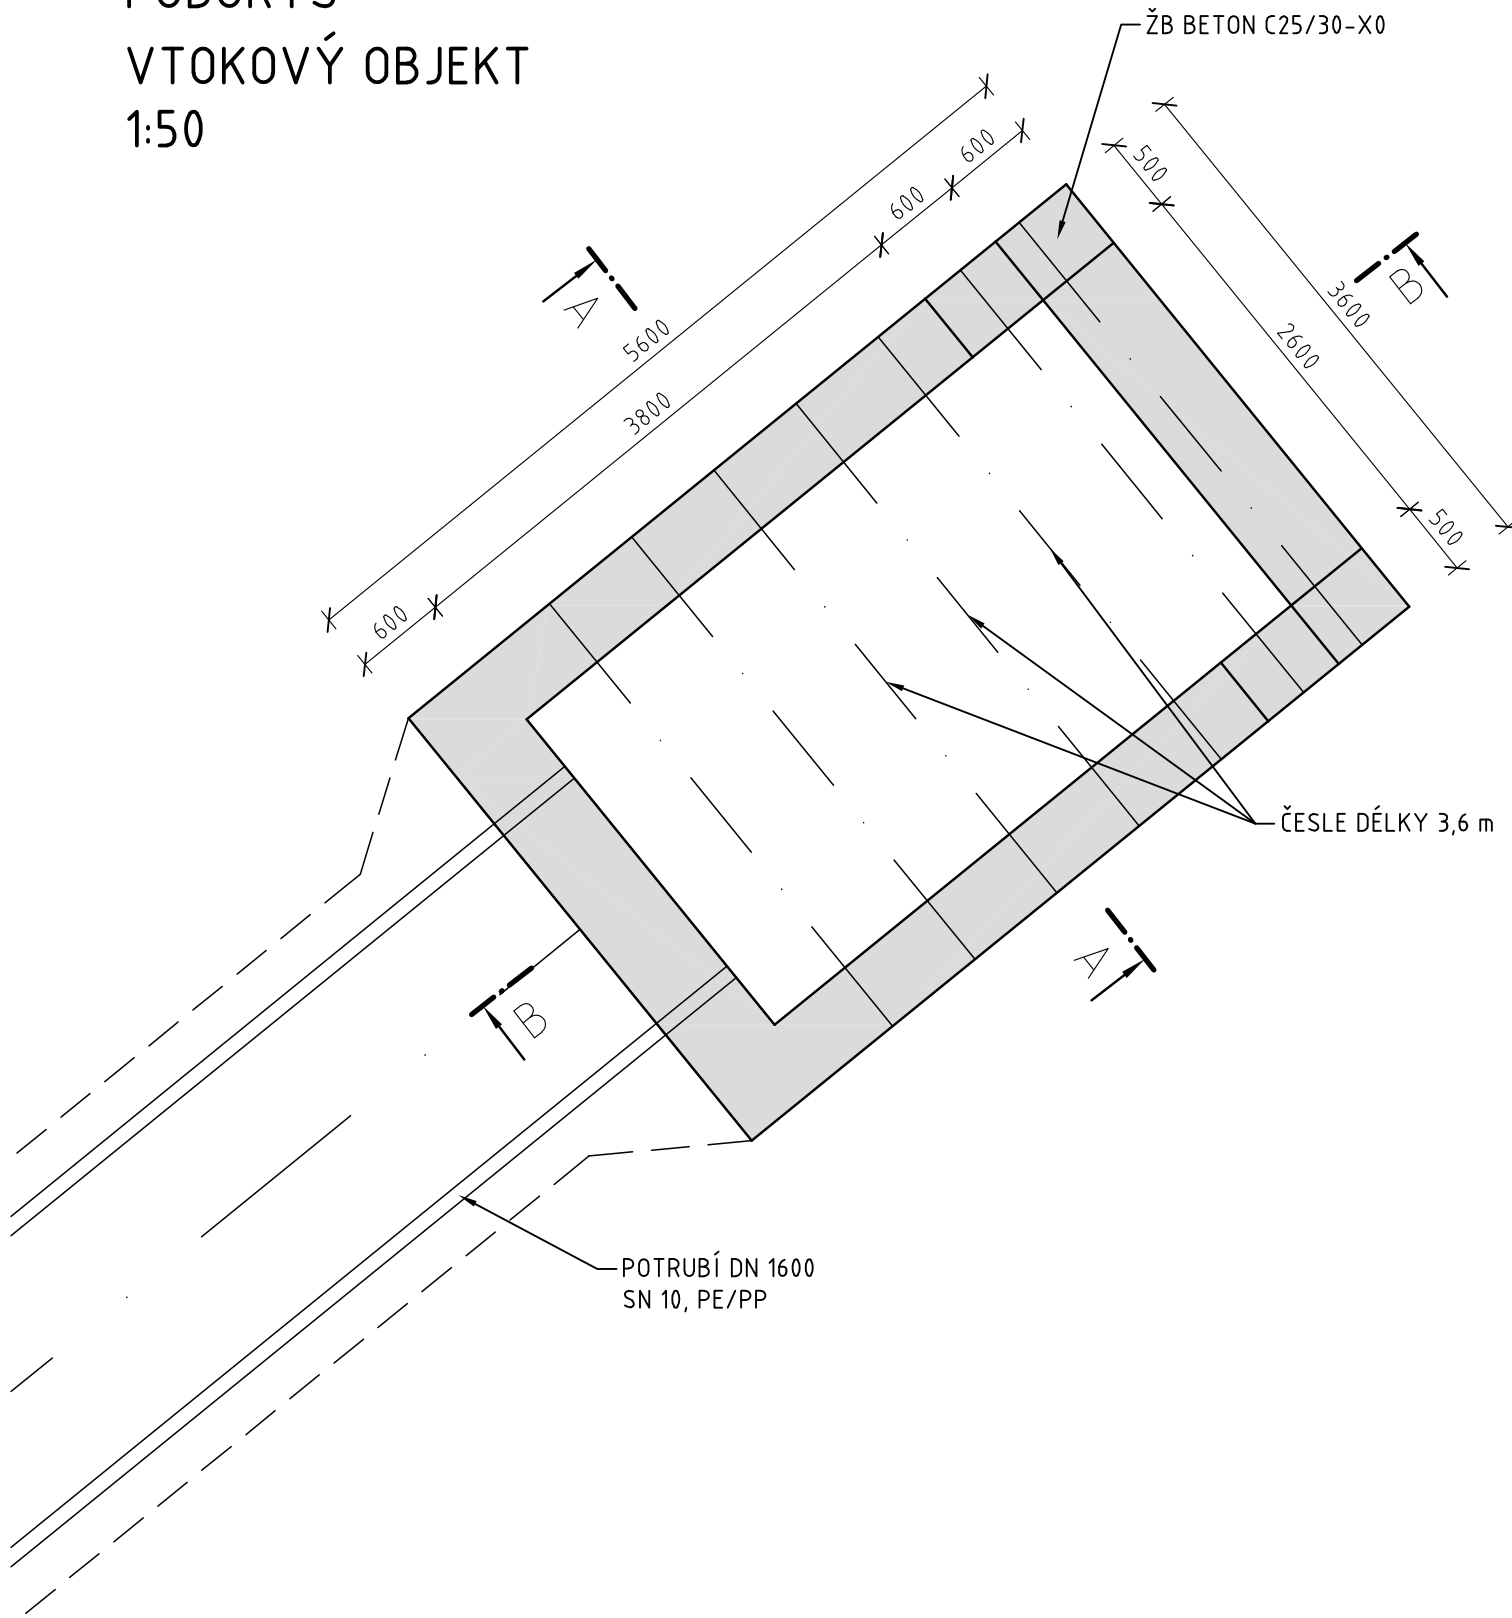 PŮDORYS
VTOKOVÝ OBJEKT
1:50
ŽB BETON C25/30-X0
5600
600
3800
600
600
500
2600
500
3600
A
B
A
B
ČESLE DÉLKY 3,6 m
POTRUBÍ DN 1600
SN 10, PE/PP